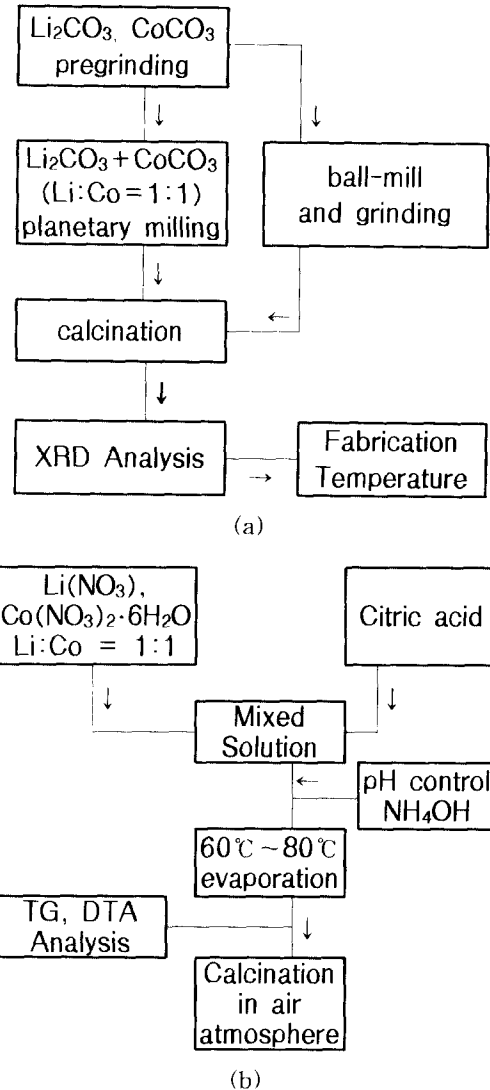 Li₂CO₃, CoCO₃
pregrinding
Li₂CO₃+CoCO₃
(Li:Co=1:1)
planetary milling
ball-mill
and grinding
calcination
XRD Analysis
Fabrication
Temperature
(a)
Li(NO₃),
Co(NO₃)₂·6H₂O
Li:Co = 1:1
Citric acid
Mixed
Solution
pH control
NH₄OH
60℃~80℃
evaporation
TG, DTA
Analysis
Calcination
in air
atmosphere
(b)